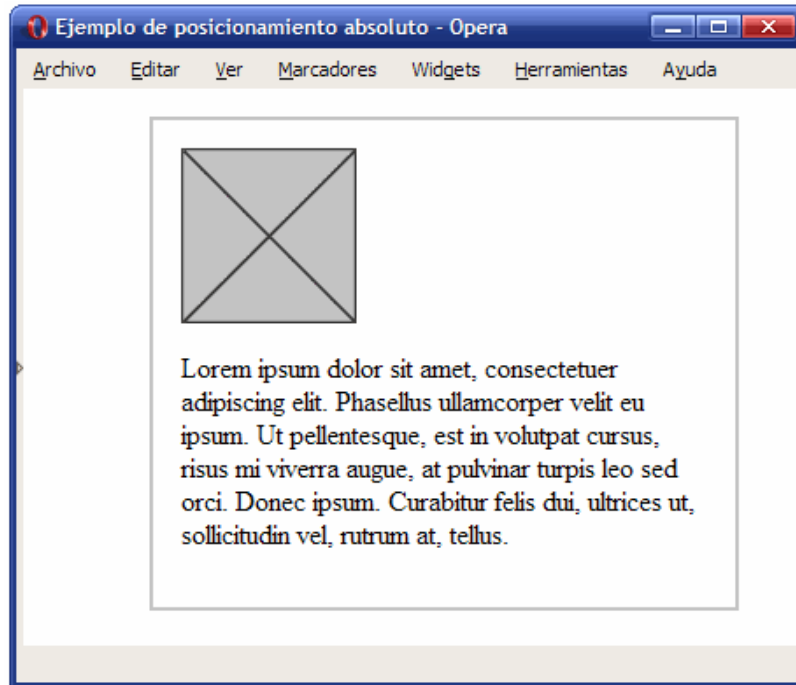 Ejemplo de posicionamiento absoluto - Opera
Archivo Editar Ver Marcadores Widgets Herramientas Ayuda
Lorem ipsum dolor sit amet, consectetuer
adipiscing elit. Phasellus ullamcorper velit eu
ipsum. Ut pellentesque, est in volutpat cursus,
risus mi viverra augue, at pulvinar turpis leo sed
orci. Donec ipsum. Curabitur felis dui, ultrices ut,
sollicitudin vel, rutrum at, tellus.